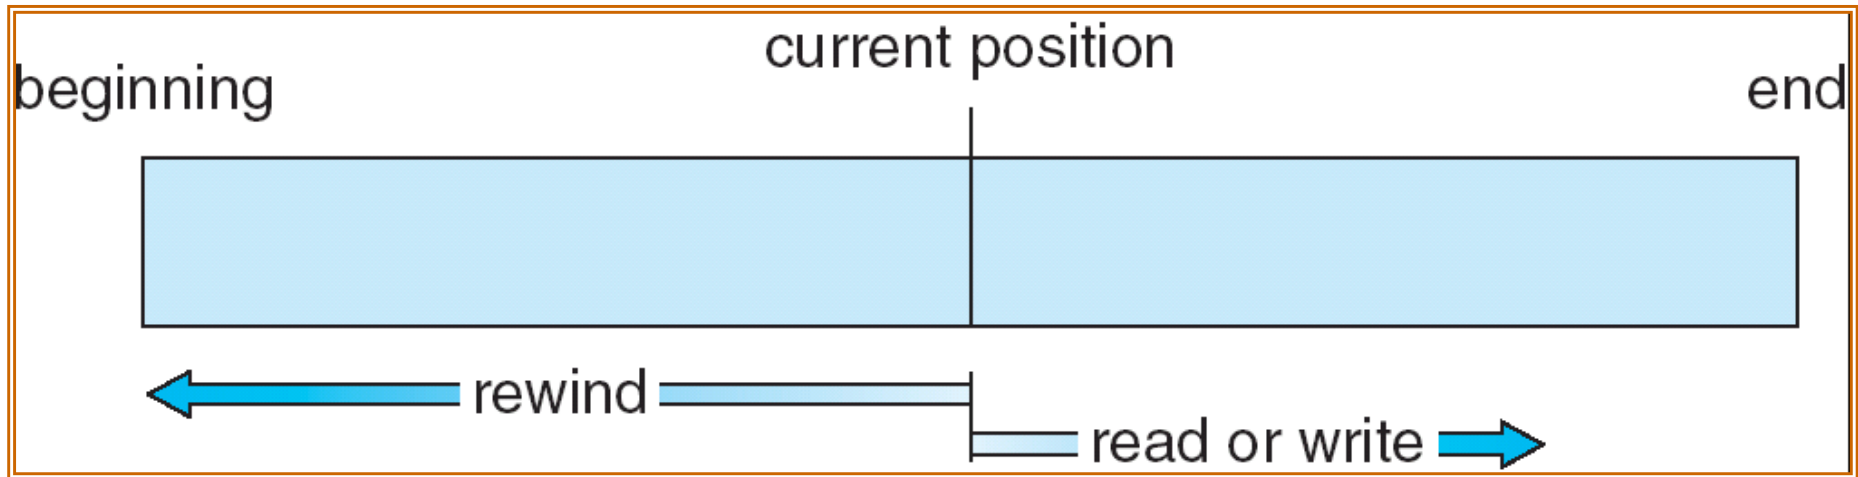 current position
beginning
end
rewind
read or write